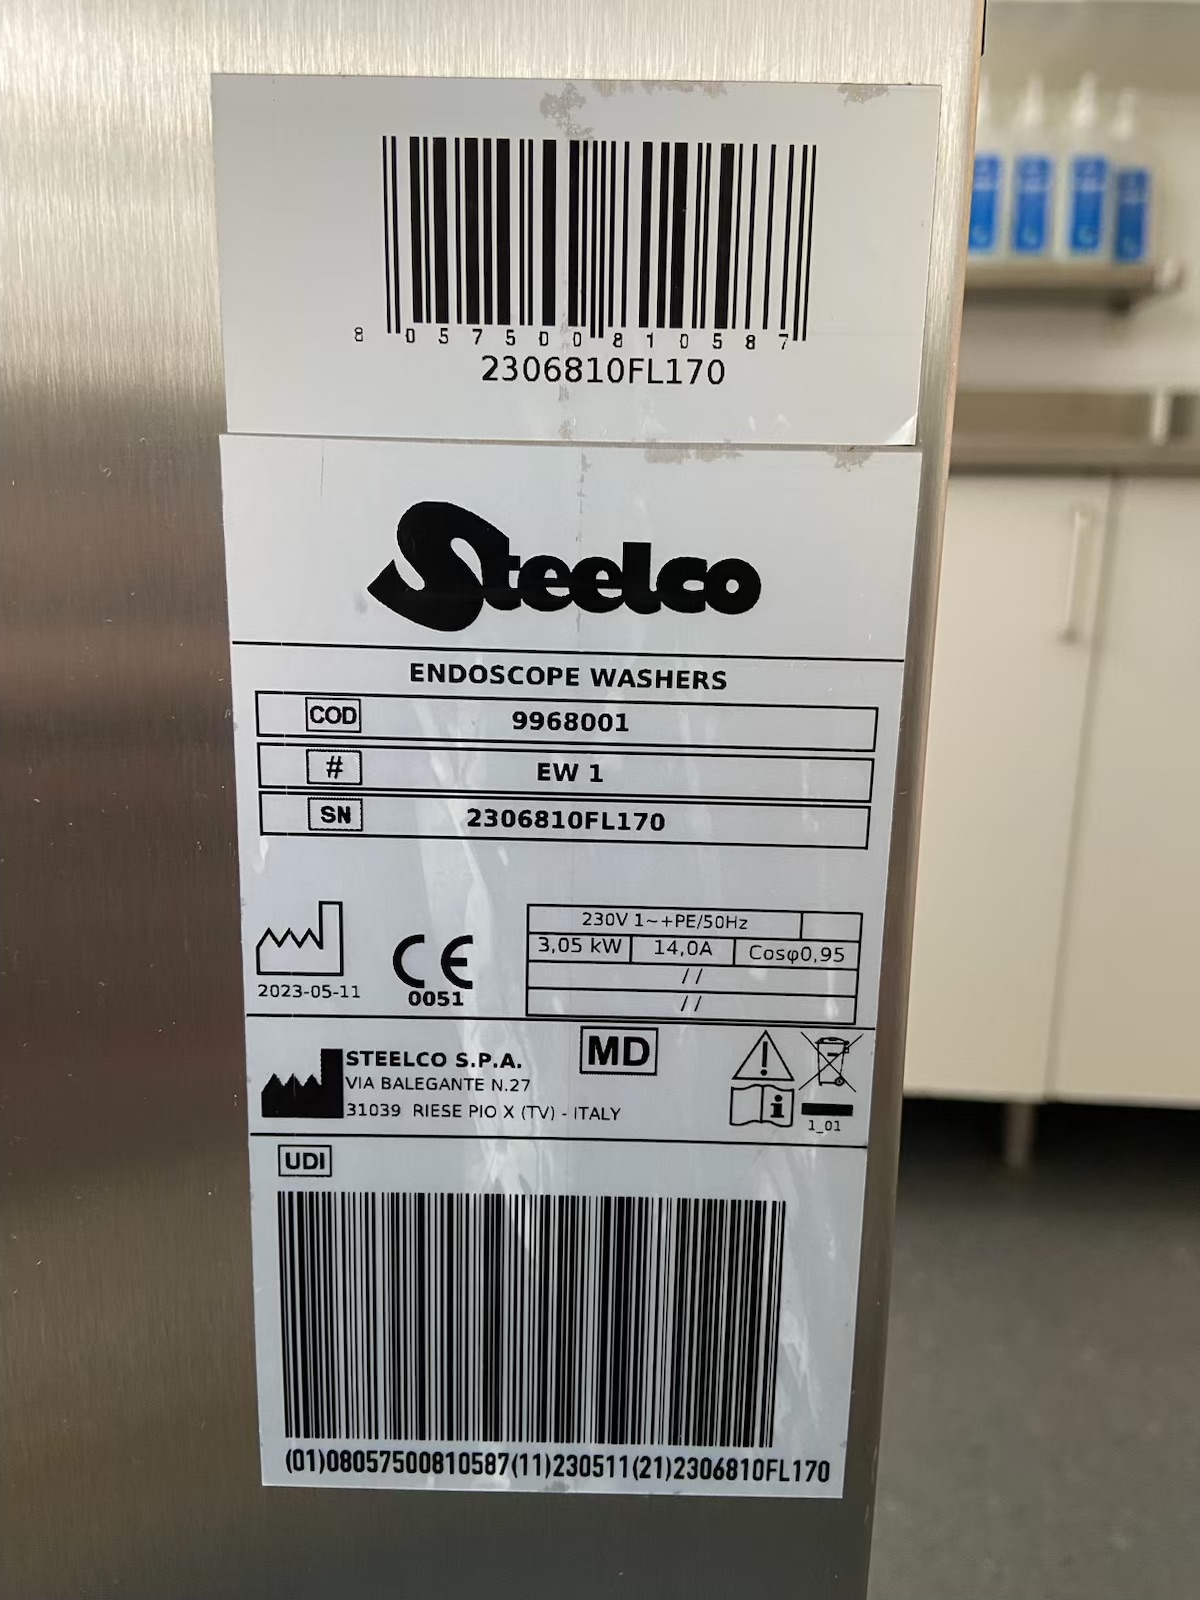 8 057500 810587
2306810FL170
Steelco
ENDOSCOPE WASHERS
COD 9968001
# EW 1
SN 2306810FL170
230V 1~+PE/50Hz
3,05 kW 14,0A Cosφ0,95
//
//
2023-05-11
CE
0051
STEELCO S.P.A.
VIA BALEGANTE N.27
31039 RIESE PIO X (TV) - ITALY
MD
i
1_01
UDI
(01)08057500810587(11)230511(21)2306810FL170